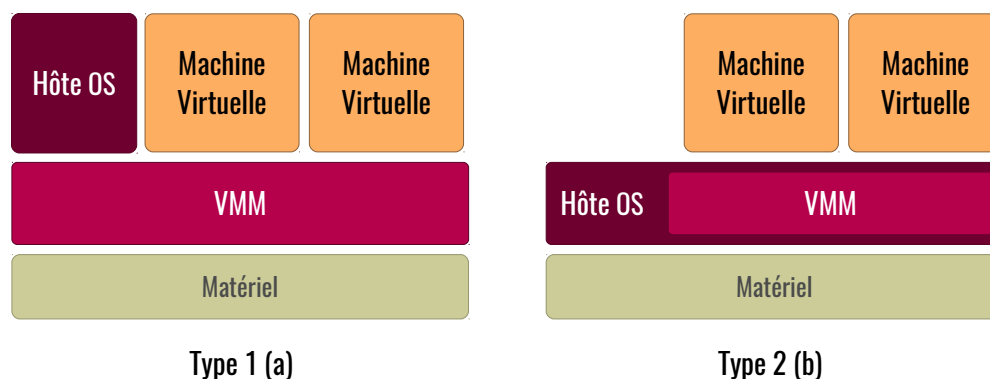 Hôte OS
Machine
Virtuelle
Machine
Virtuelle
VMM
Matériel
Type 1 (a)
Machine
Virtuelle
Machine
Virtuelle
Hôte OS
VMM
Matériel
Type 2 (b)